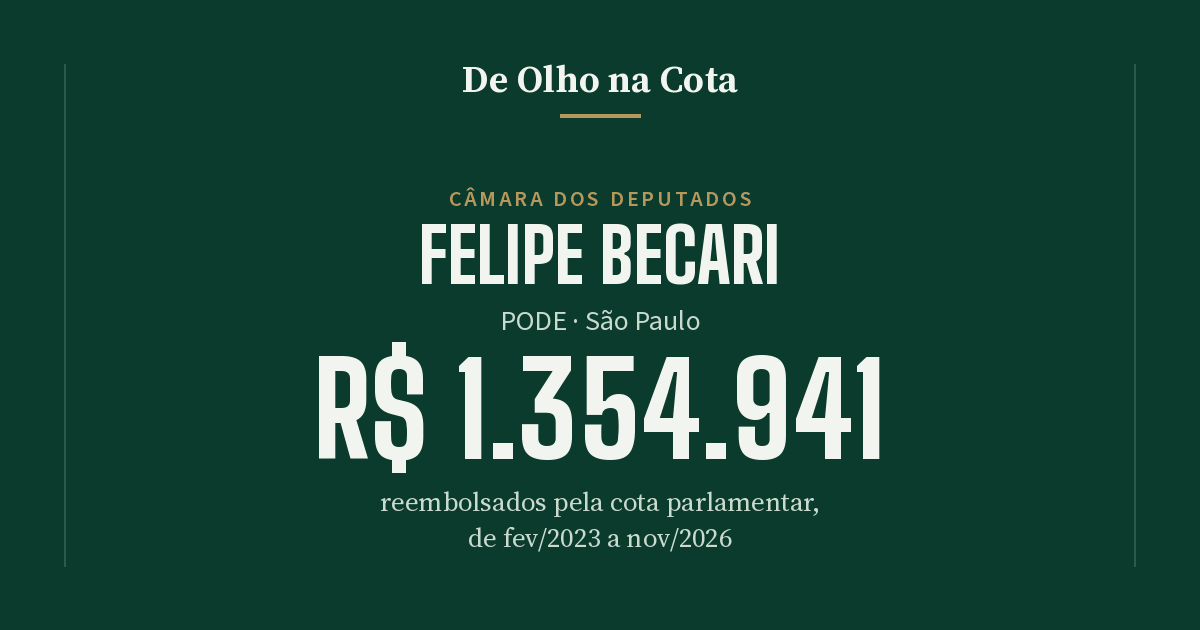 De Olho na Cota
CÂMARA DOS DEPUTADOS
FELIPE BECARI
PODE · São Paulo
R$ 1.354.941
reembolsados pela cota parlamentar,
de fev/2023 a nov/2026